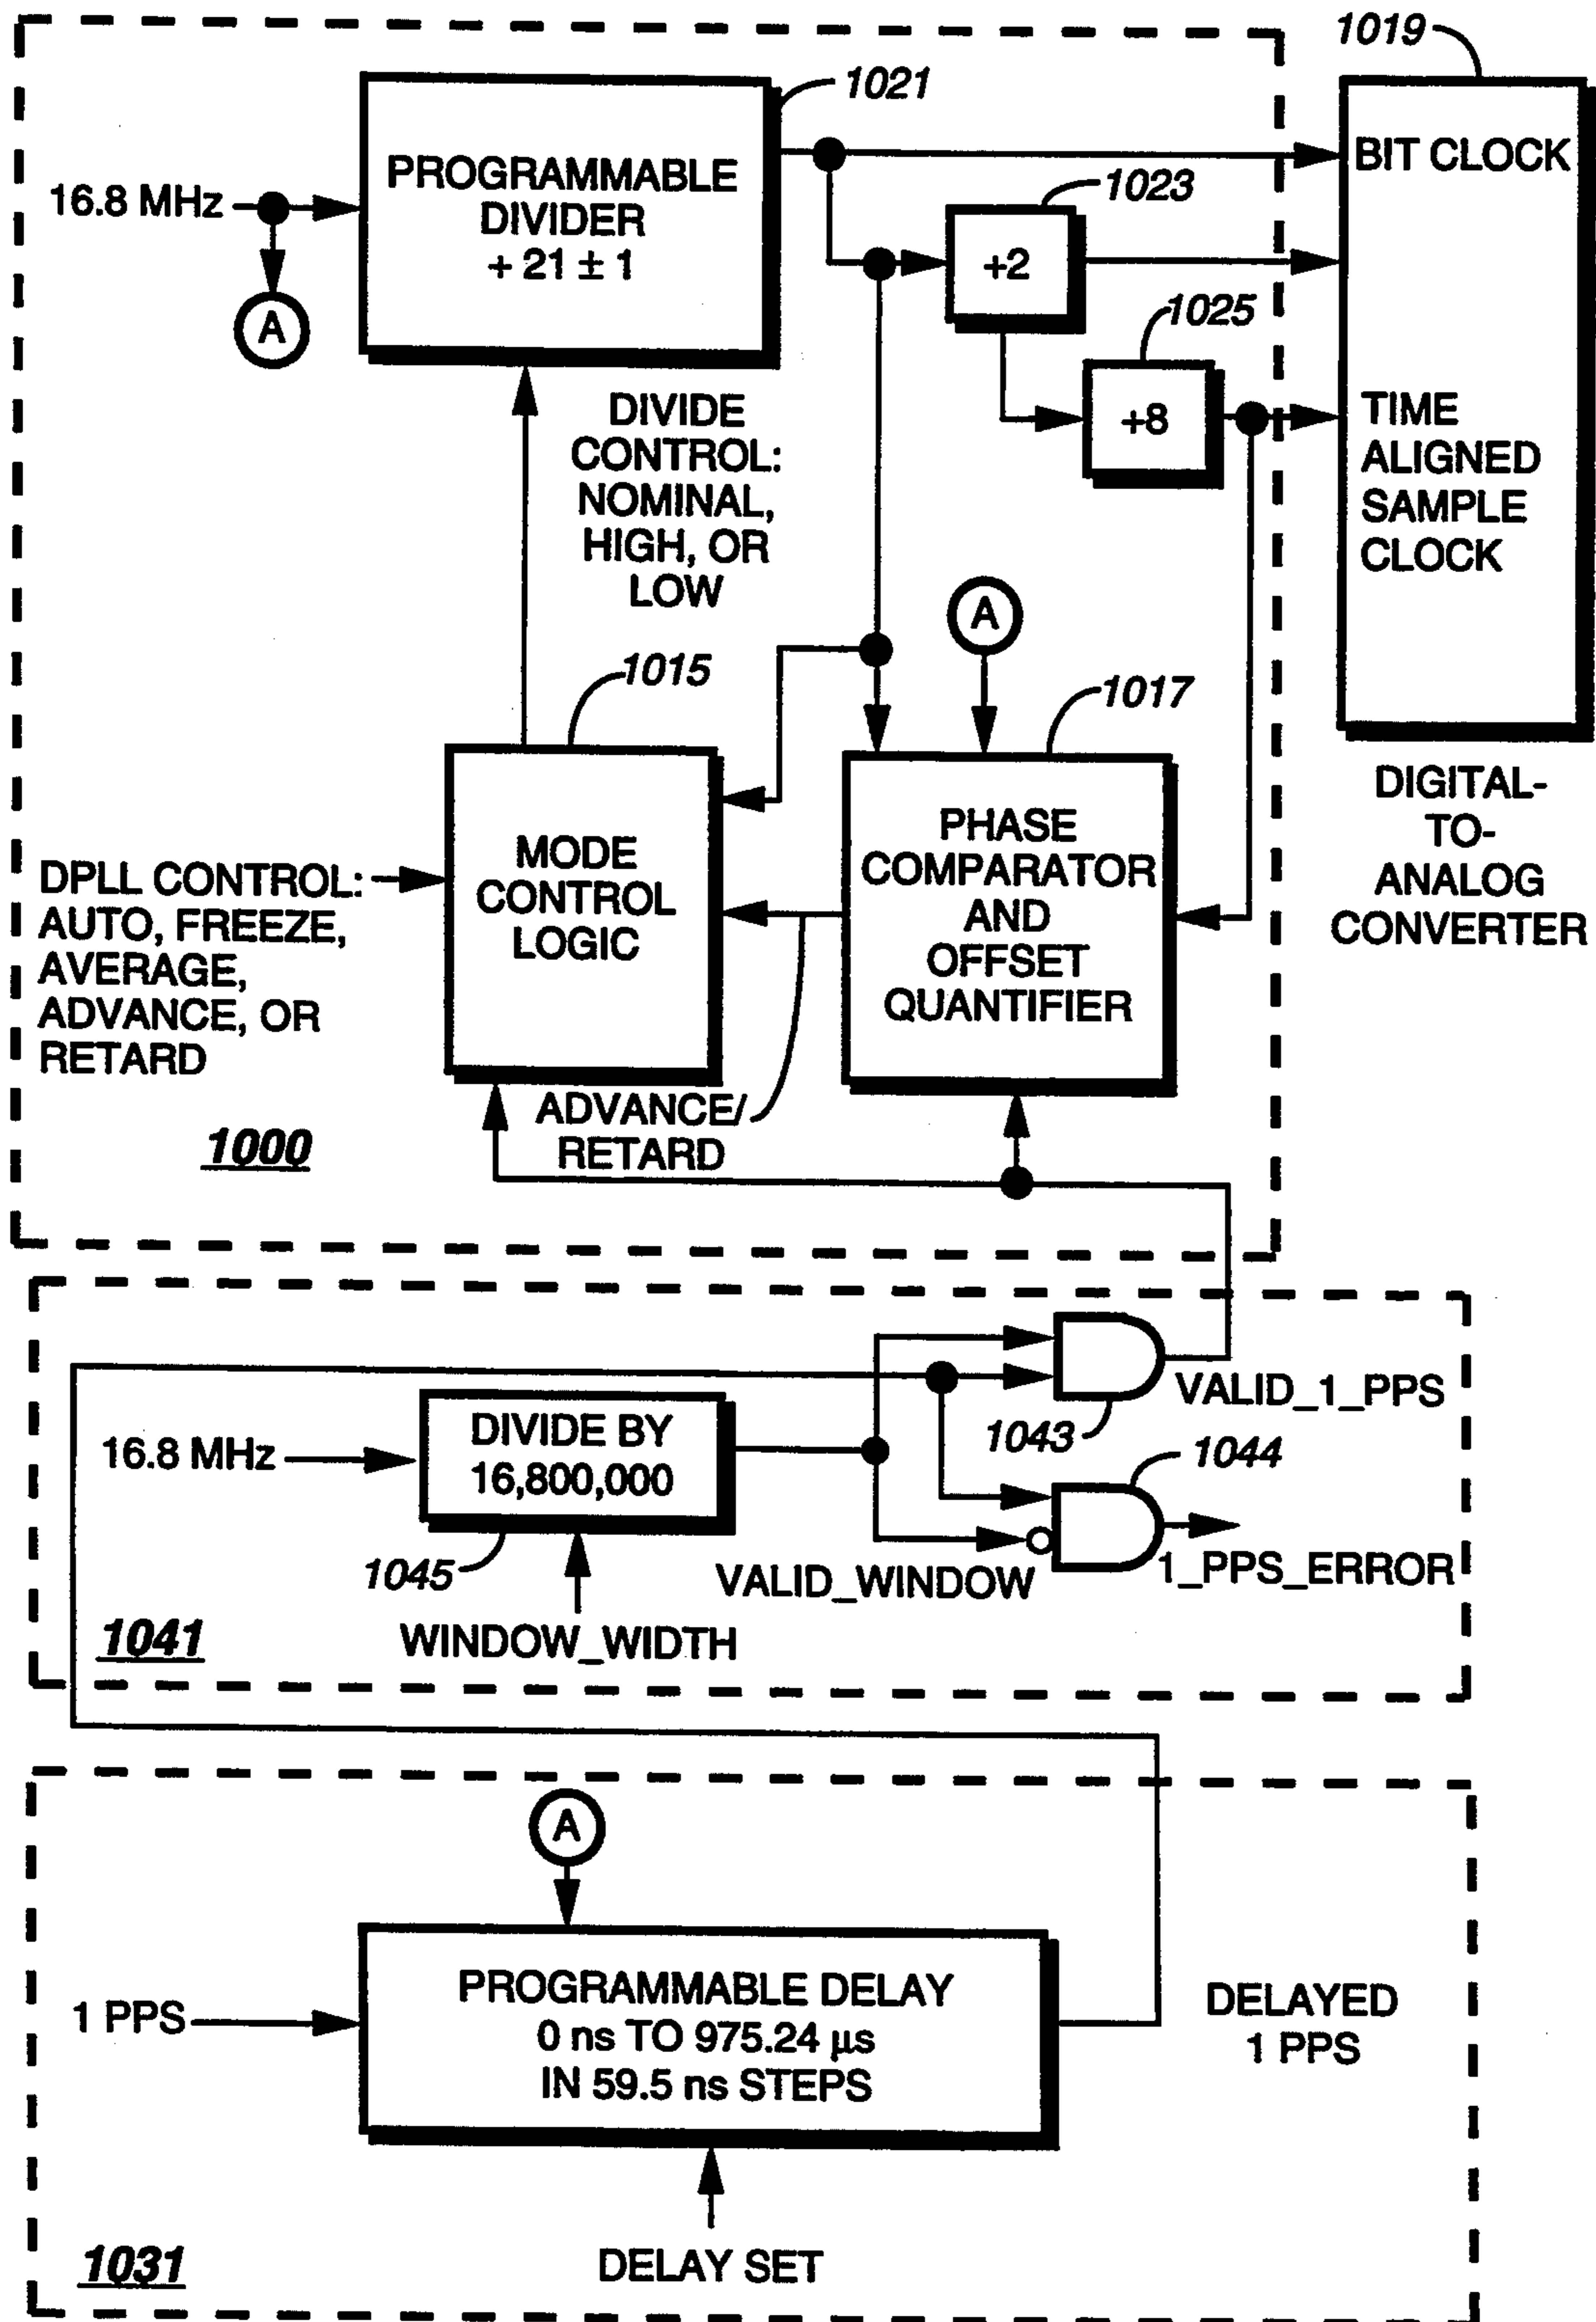 1019
1021
PROGRAMMABLE
DIVIDER
+ 21 ± 1
16.8 MHz
A
BIT CLOCK
1023
+2
1025
+8
TIME
ALIGNED
SAMPLE
CLOCK
DIVIDE
CONTROL:
NOMINAL,
HIGH, OR
LOW
A
1015
1017
MODE
CONTROL
LOGIC
PHASE
COMPARATOR
AND
OFFSET
QUANTIFIER
DIGITAL-
TO-
ANALOG
CONVERTER
DPLL CONTROL:
AUTO, FREEZE,
AVERAGE,
ADVANCE, OR
RETARD
ADVANCE/
RETARD
1000
VALID_1_PPS
1043
16.8 MHz
DIVIDE BY
16,800,000
1044
1045
VALID_WINDOW
1_PPS_ERROR
WINDOW_WIDTH
1041
A
1 PPS
PROGRAMMABLE DELAY
0 ns TO 975.24 µs
IN 59.5 ns STEPS
DELAYED
1 PPS
DELAY SET
1031